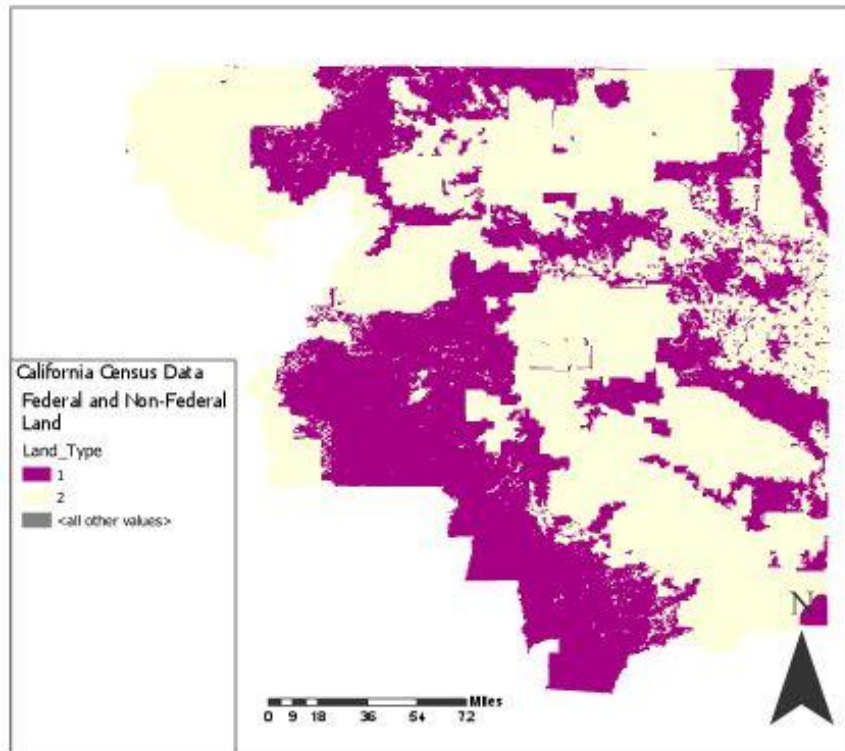 California Census Data
Federal and Non-Federal
Land
Land_Type
1
2
<all other values>
N
Miles
0 9 18 36 54 72